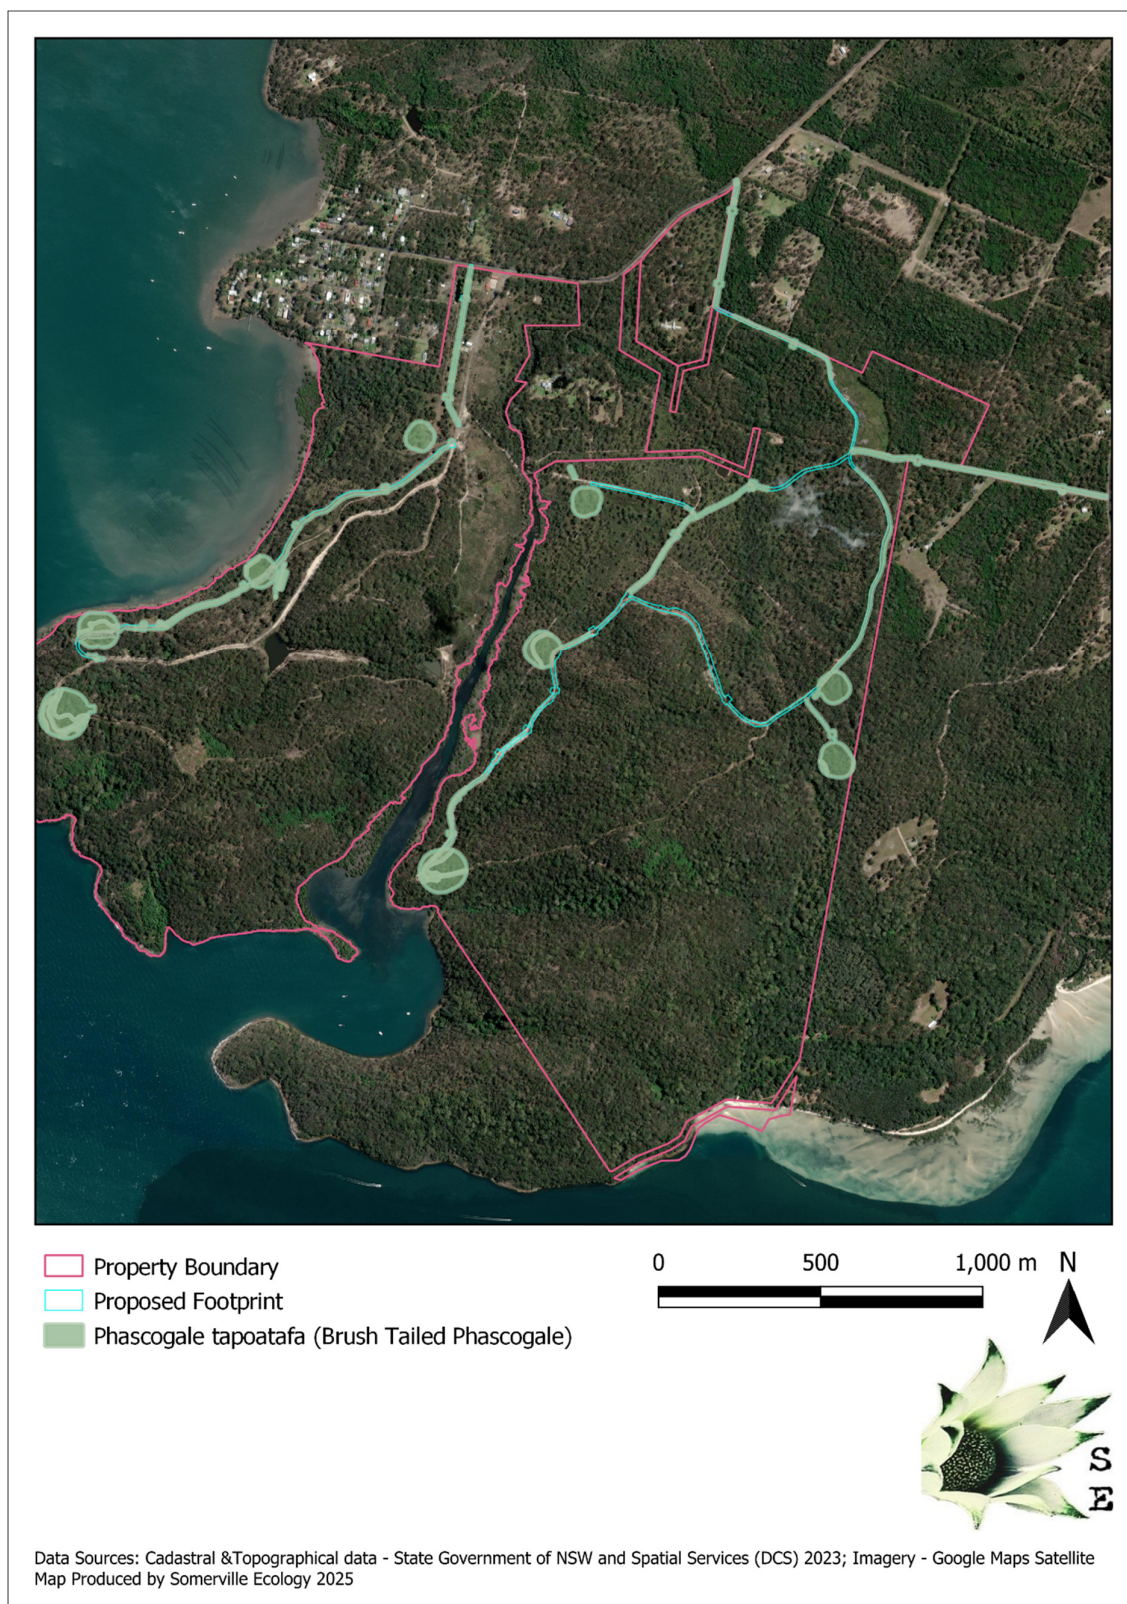 Property Boundary
Proposed Footprint
Phascogale tapoatafa (Brush Tailed Phascogale)
0 500 1,000 m N
S
E
Data Sources: Cadastral &Topographical data - State Government of NSW and Spatial Services (DCS) 2023; Imagery - Google Maps Satellite
Map Produced by Somerville Ecology 2025